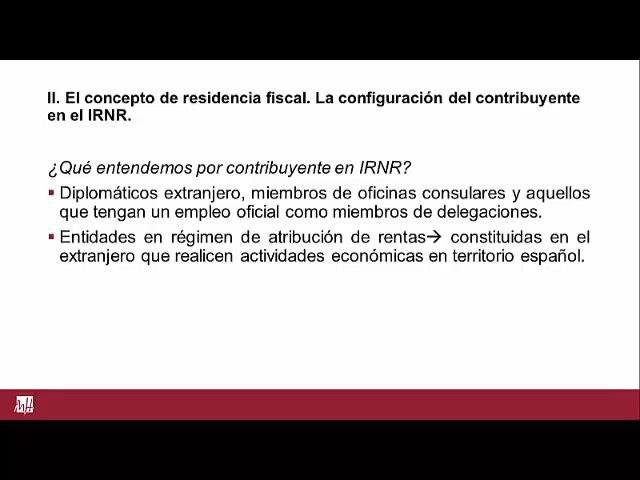 II. El concepto de residencia fiscal. La configuración del contribuyente
en el IRNR.
¿Qué entendemos por contribuyente en IRNR?
▪ Diplomáticos extranjero, miembros de oficinas consulares y aquellos
que tengan un empleo oficial como miembros de delegaciones.
▪ Entidades en régimen de atribución de rentas→ constituidas en el
extranjero que realicen actividades económicas en territorio español.